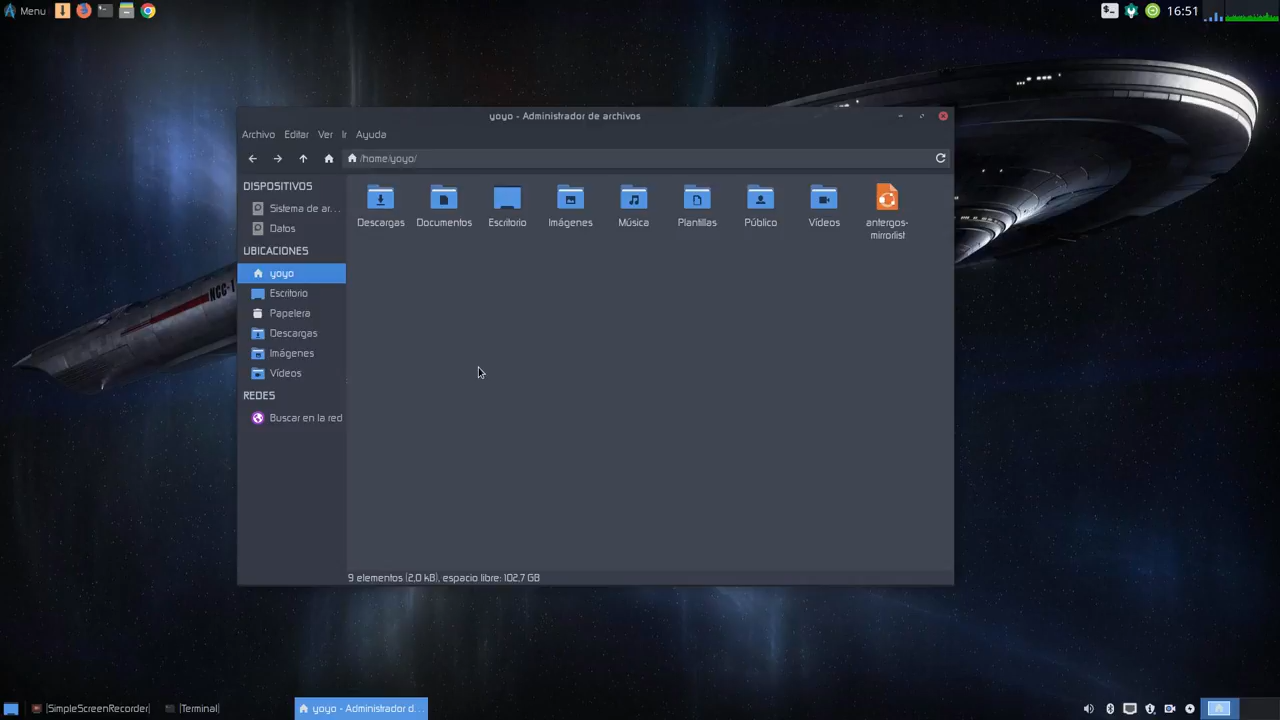 Menu
16:51
yoyo - Administrador de archivos
Archivo Editar Ver Ir Ayuda
/home/yoyo/
DISPOSITIVOS
Sistema de ar...
Datos
UBICACIONES
yoyo
Escritorio
Papelera
Descargas
Imágenes
Vídeos
REDES
Buscar en la red
Descargas Documentos Escritorio Imágenes Música Plantillas Público Vídeos antergos-
mirrorlist
9 elementos (2,0 kB), espacio libre: 102,7 GB
NCC-1
[SimpleScreenRecorder] [Terminal] yoyo - Administrador d...